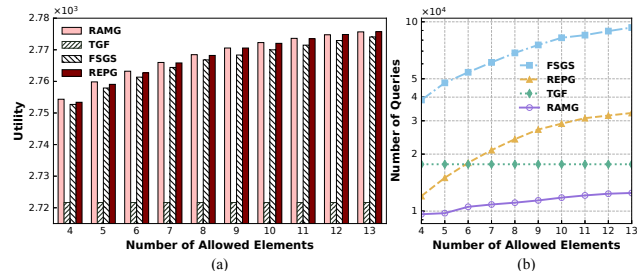 ×10³
2.78
2.77
2.76
2.75
2.74
2.73
2.72
Utility
RAMG
TGF
FSGS
REPG
4 5 6 7 8 9 10 11 12 13
Number of Allowed Elements
(a)
×10⁴
10
5
3
2
1
Number of Queries
FSGS
REPG
TGF
RAMG
4 5 6 7 8 9 10 11 12 13
Number of Allowed Elements
(b)